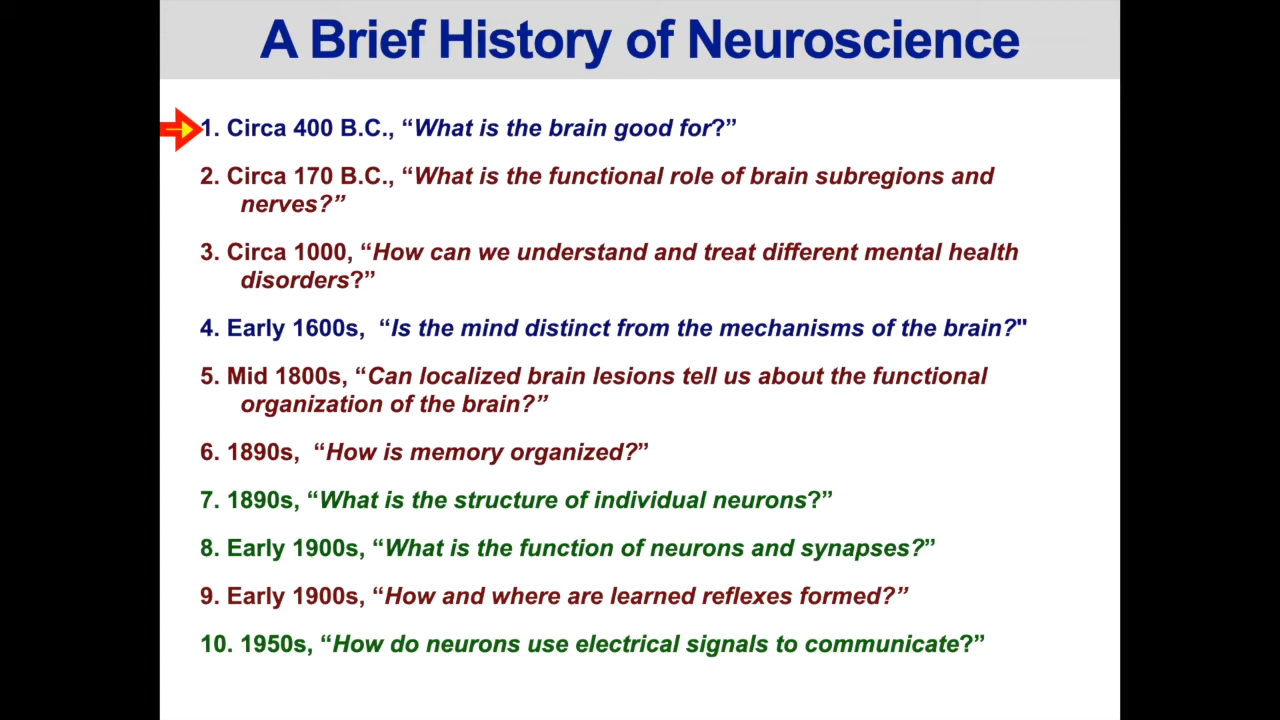 A Brief History of Neuroscience
1. Circa 400 B.C., “What is the brain good for?”
2. Circa 170 B.C., “What is the functional role of brain subregions and
nerves?”
3. Circa 1000, “How can we understand and treat different mental health
disorders?”
4. Early 1600s,  “Is the mind distinct from the mechanisms of the brain?"
5. Mid 1800s, “Can localized brain lesions tell us about the functional
organization of the brain?”
6. 1890s,  “How is memory organized?”
7. 1890s, “What is the structure of individual neurons?”
8. Early 1900s, “What is the function of neurons and synapses?”
9. Early 1900s, “How and where are learned reflexes formed?”
10. 1950s, “How do neurons use electrical signals to communicate?”